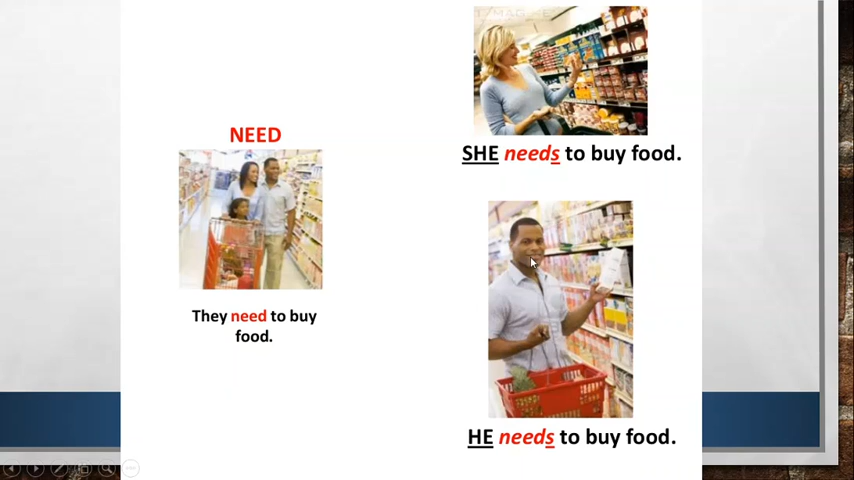 NEED
They need to buy
food.
SHE needs to buy food.
HE needs to buy food.